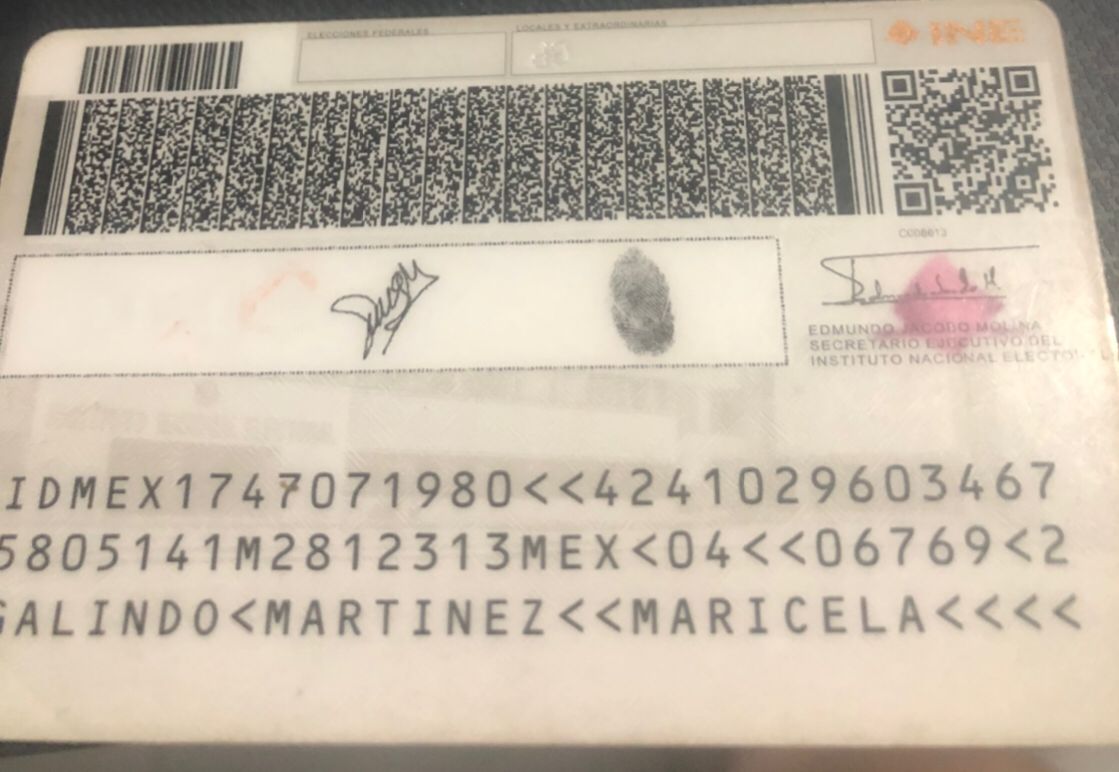 ELECCIONES FEDERALES
LOCALES Y EXTRAORDINARIAS
INE
EDMUNDO JACOBO MOLINA
SECRETARIO EJECUTIVO DEL
INSTITUTO NACIONAL ELECTO
IDMEX1747071980<<4241029603467
5805141M2812313MEX<04<<06769<2
GALINDO<MARTINEZ<<MARICELA<<<<